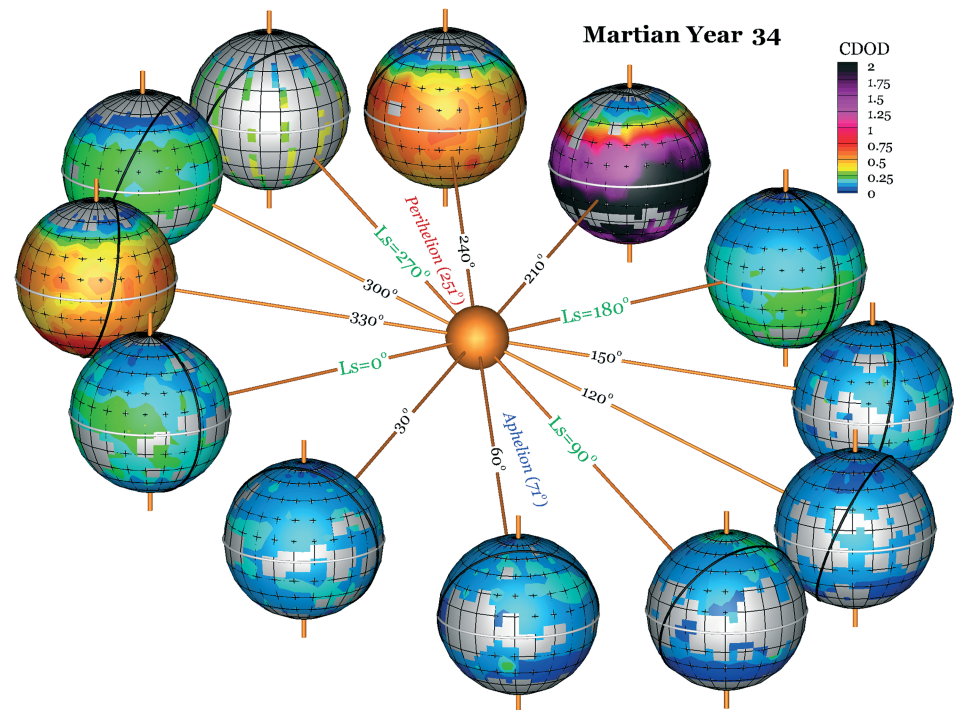 Martian Year 34
CDOD
2
1.75
1.5
1.25
1
0.75
0.5
0.25
0
Perihelion (251°)
Ls=270°
240°
210°
300°
Ls=180°
330°
150°
Ls=0°
120°
30°
60°
Aphelion (71°)
Ls=90°